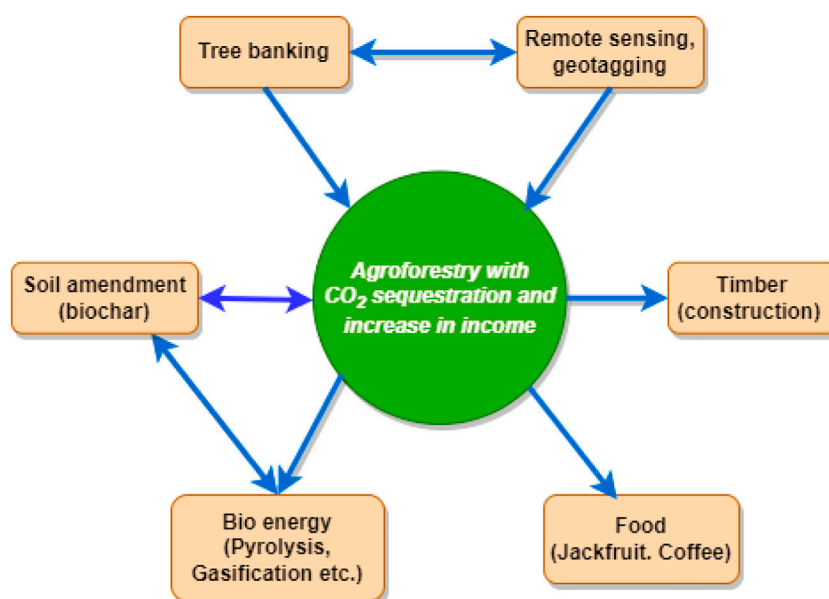 Tree banking
Remote sensing,
geotagging
Agroforestry with
CO₂ sequestration and
increase in income
Soil amendment
(biochar)
Timber
(construction)
Bio energy
(Pyrolysis,
Gasification etc.)
Food
(Jackfruit. Coffee)